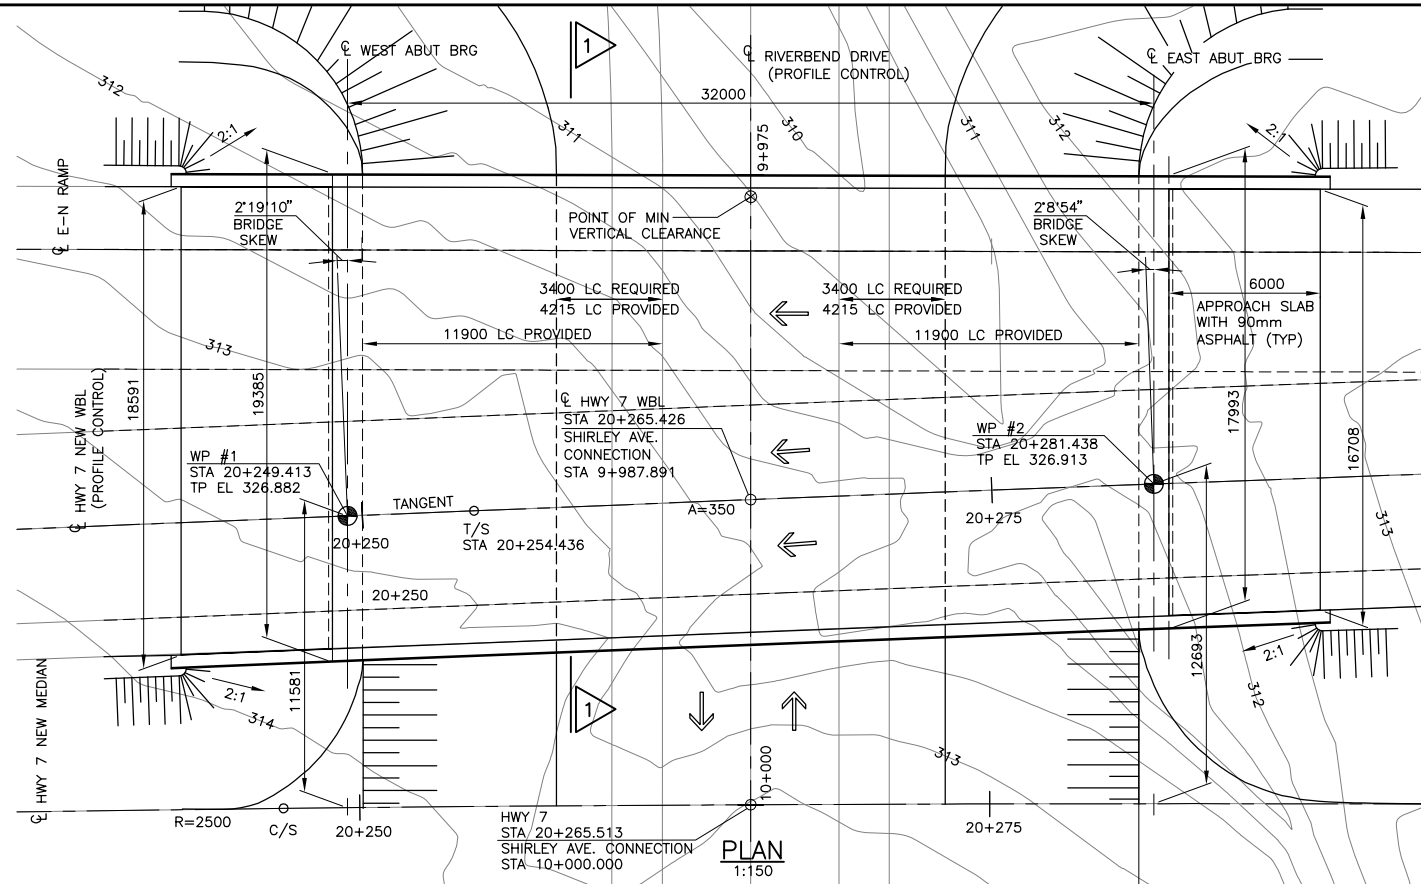 ℄ WEST ABUT BRG
1
℄ RIVERBEND DRIVE
(PROFILE CONTROL)
℄ EAST ABUT BRG
32000
312
311
310
311
312
9+975
2:1
2:1
℄ E-N RAMP
2°19'10"
BRIDGE
SKEW
POINT OF MIN
VERTICAL CLEARANCE
2°8'54"
BRIDGE
SKEW
3400 LC REQUIRED
4215 LC PROVIDED
3400 LC REQUIRED
4215 LC PROVIDED
6000
APPROACH SLAB
WITH 90mm
ASPHALT (TYP)
11900 LC PROVIDED
11900 LC PROVIDED
313
18591
19385
17993
16708
℄ HWY 7 NEW WBL
(PROFILE CONTROL)
℄ HWY 7 WBL
STA 20+265.426
SHIRLEY AVE.
CONNECTION
STA 9+987.891
WP #1
STA 20+249.413
TP EL 326.882
WP #2
STA 20+281.438
TP EL 326.913
TANGENT
A=350
20+275
313
20+250
T/S
STA 20+254.436
20+250
2:1
2:1
11581
12693
314
312
313
1
℄ HWY 7 NEW MEDIAN
10+000
R=2500
C/S
20+250
20+275
HWY 7
STA 20+265.513
SHIRLEY AVE. CONNECTION
STA 10+000.000
PLAN
1:150